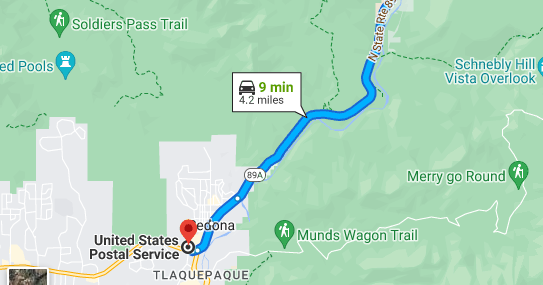 Soldiers Pass Trail
ed Pools
N State Rte 89
Schnebly Hill
Vista Overlook
9 min
4.2 miles
89A
Merry go Round
edona
Munds Wagon Trail
United States
Postal Service
TLAQUEPAQUE